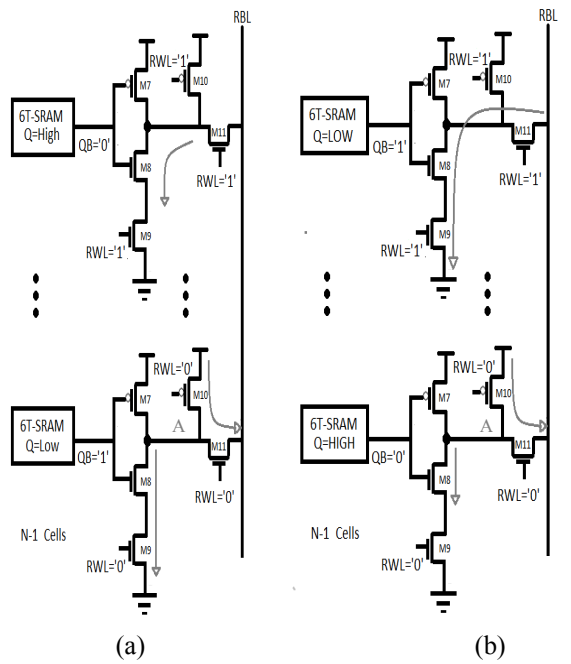 RBL
RWL='1'
M7
M10
6T-SRAM
Q=High
QB='0'
M11
M8
RWL='1'
M9
RWL='1'
RWL='0'
M7
M10
6T-SRAM
Q=Low
A
QB='1'
M11
M8
RWL='0'
N-1 Cells
M9
RWL='0'
(a)
RBL
RWL='1'
M7
M10
6T-SRAM
Q=LOW
QB='1'
M11
M8
RWL='1'
M9
RWL='1'
RWL='0'
M7
M10
6T-SRAM
Q=HIGH
A
QB='0'
M11
M8
RWL='0'
N-1 Cells
M9
RWL='0'
(b)